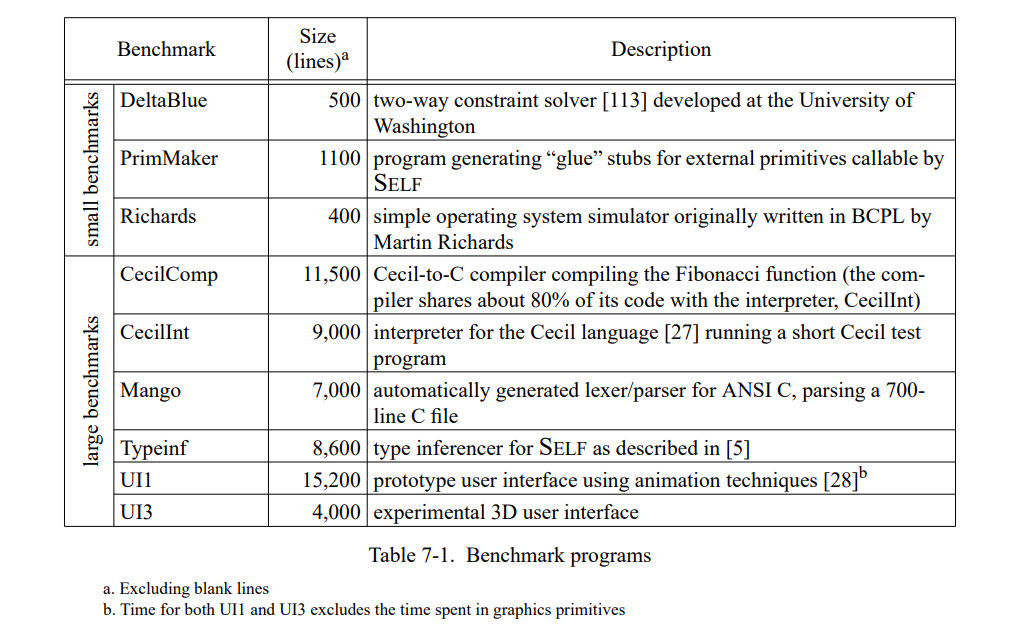 Benchmark Size (lines)a Description
small benchmarks
DeltaBlue 500 two-way constraint solver [113] developed at the University of
Washington
PrimMaker 1100 program generating “glue” stubs for external primitives callable by
SELF
Richards 400 simple operating system simulator originally written in BCPL by
Martin Richards
large benchmarks
CecilComp 11,500 Cecil-to-C compiler compiling the Fibonacci function (the com-
piler shares about 80% of its code with the interpreter, CecilInt)
CecilInt 9,000 interpreter for the Cecil language [27] running a short Cecil test
program
Mango 7,000 automatically generated lexer/parser for ANSI C, parsing a 700-
line C file
Typeinf 8,600 type inferencer for SELF as described in [5]
UI1 15,200 prototype user interface using animation techniques [28]b
UI3 4,000 experimental 3D user interface
Table 7-1. Benchmark programs
a. Excluding blank lines
b. Time for both UI1 and UI3 excludes the time spent in graphics primitives